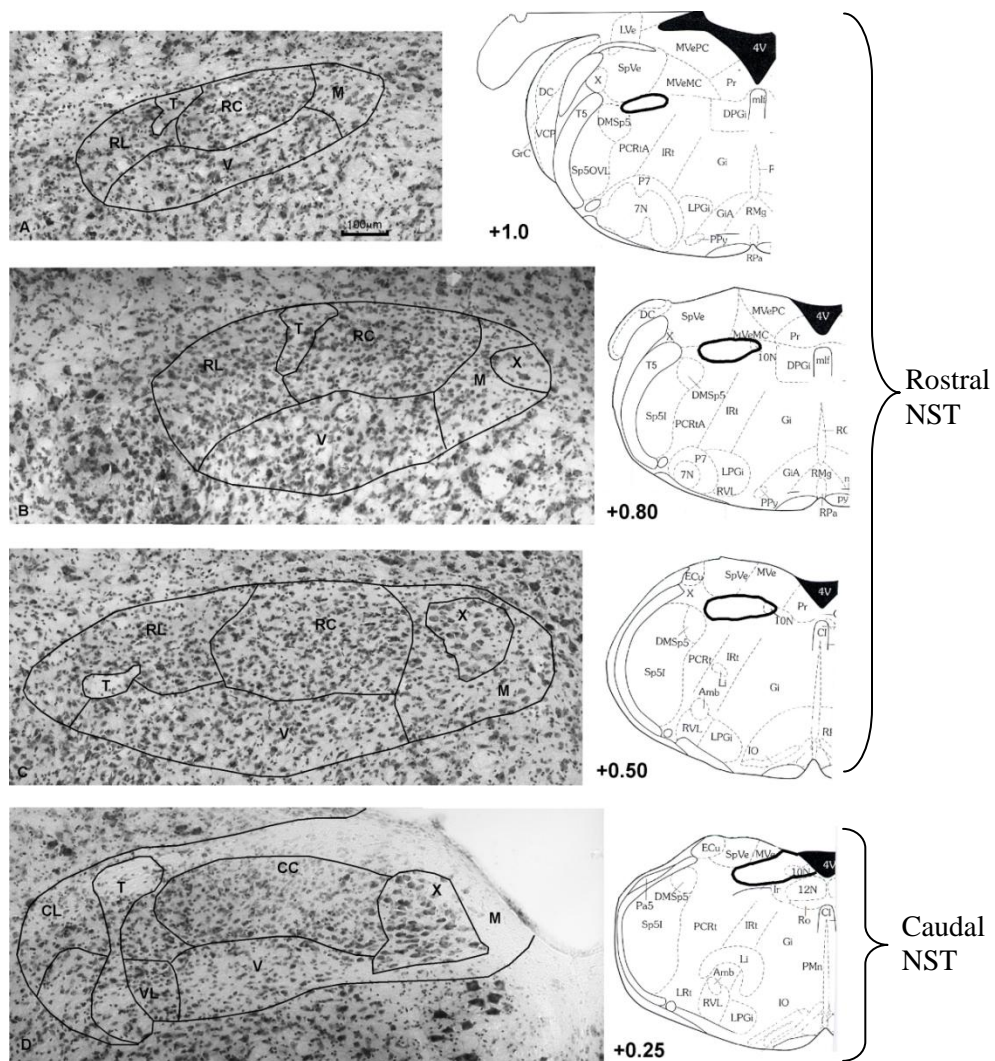 T
RC
M
RL
V
A
100µm
LVe
MVePC
4V
SpVe
X
DC
MVeMC
Pr
mlf
T5
DMSp5
DPGi
VCP
PCRtA
IRt
GrC
Sp5OVL
Gi
P7
7N
LPGi
GiA
RMg
PPy
RPa
+1.0
T
RC
RL
X
M
V
B
DC
SpVe
MVePC
4V
X
MVeMC
Pr
10N
T5
DPGi
mlf
DMSp5
Sp5I
PCRtA
IRt
Gi
P7
7N
LPGi
GiA
RMg
RVL
PPy
py
RPa
+0.80
Rostral
NST
RL
RC
X
T
M
V
C
ECu
SpVe
MVe
4V
X
Pr
10N
DMSp5
CI
PCRt
IRt
Sp5I
Li
Gi
Amb
RVL
LPGi
IO
+0.50
T
CC
X
CL
M
V
VL
D
ECu
SpVe
MVe
4V
10N
DMSp5
Ir
12N
Pa5
Ro
CI
Sp5I
PCRt
IRt
Gi
Li
PMn
Amb
LRt
RVL
IO
LPGi
+0.25
Caudal
NST